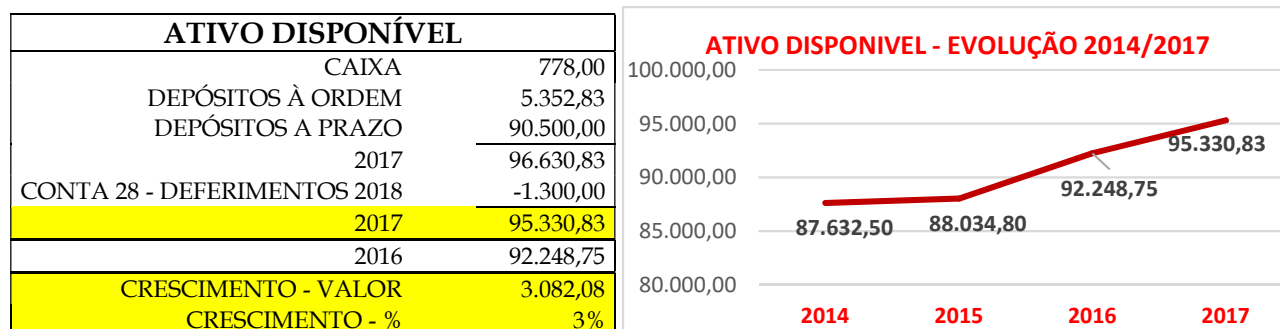 ATIVO DISPONÍVEL
CAIXA 778,00
DEPÓSITOS À ORDEM 5.352,83
DEPÓSITOS A PRAZO 90.500,00
2017 96.630,83
CONTA 28 - DEFERIMENTOS 2018 -1.300,00
2017 95.330,83
2016 92.248,75
CRESCIMENTO - VALOR 3.082,08
CRESCIMENTO - % 3%
ATIVO DISPONIVEL - EVOLUÇÃO 2014/2017
100.000,00
95.000,00
90.000,00
85.000,00
80.000,00
87.632,50
88.034,80
92.248,75
95.330,83
2014 2015 2016 2017